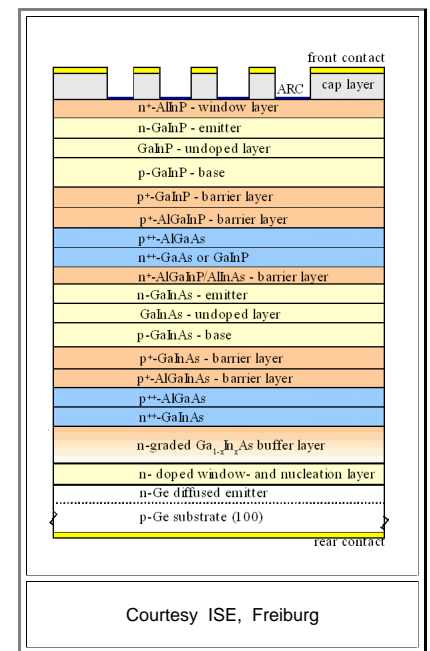 front contact
ARC
cap layer
n⁺-AlInP - window layer
n-GaInP - emitter
GaInP - undoped layer
p-GaInP - base
p⁺-GaInP - barrier layer
p⁺-AlGaInP - barrier layer
p⁺⁺-AlGaAs
n⁺⁺-GaAs or GaInP
n⁺-AlGaInP/AlInAs - barrier layer
n-GaInAs - emitter
GaInAs - undoped layer
p-GaInAs - base
p⁺-GaInAs - barrier layer
p⁺-AlGaInAs - barrier layer
p⁺⁺-AlGaAs
n⁺⁺-GaInAs
n-graded Ga₁₋ₓInₓAs buffer layer
n- doped window- and nucleation layer
n-Ge diffused emitter
p-Ge substrate (100)
rear contact
Courtesy ISE, Freiburg